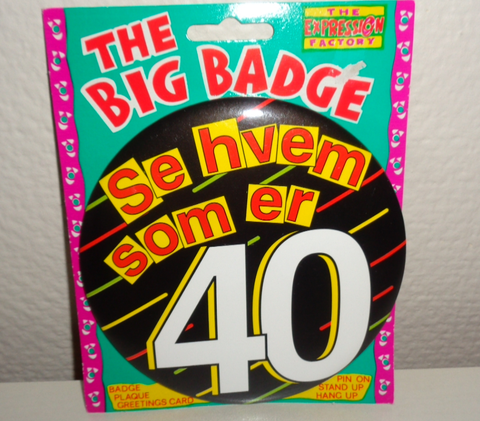 THE
EXPRESSION
FACTORY
THE
BIG BADGE
Se hvem
som er
40
BADGE
PLAQUE
GREETINGS CARD
PIN ON
STAND UP
HANG UP